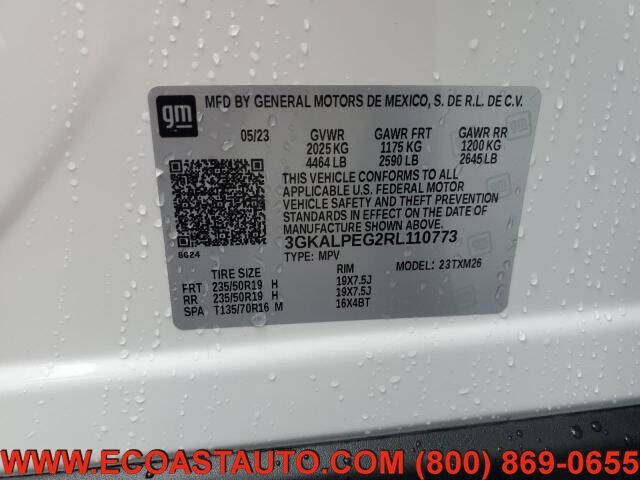 gm
MFD BY GENERAL MOTORS DE MEXICO, S. DE R.L. DE C.V.
05/23 GVWR GAWR FRT GAWR RR
2025 KG 1175 KG 1200 KG
4464 LB 2590 LB 2645 LB
THIS VEHICLE CONFORMS TO ALL
APPLICABLE U.S. FEDERAL MOTOR
VEHICLE SAFETY AND THEFT PREVENTION
STANDARDS IN EFFECT ON THE DATE OF
MANUFACTURE SHOWN ABOVE.
3GKALPEG2RL110773
8624
TYPE: MPV MODEL: 23TXM26
TIRE SIZE RIM
FRT 235/50R19 H 19X7.5J
RR 235/50R19 H 19X7.5J
SPA T135/70R16 M 16X4BT
WWW.ECOASTAUTO.COM (800) 869-0655